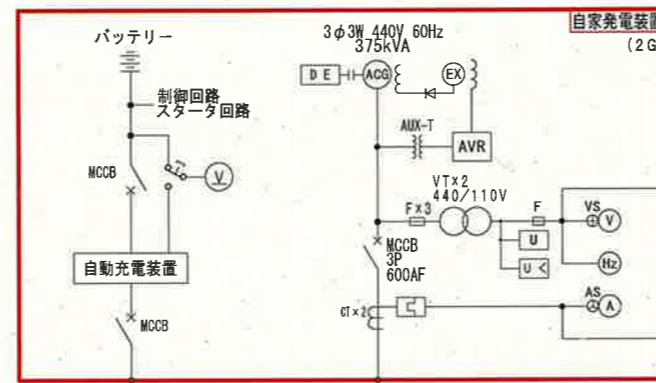 自家発電装置
(2G
バッテリー
制御回路
スタータ回路
MCCB
V
自動充電装置
MCCB
3φ3W 440V 60Hz
375kVA
DE
ACG
EX
AUX-T
AVR
VT×2
440/110V
F×3
F
VS
V
U
U<
Hz
MCCB
3P
600AF
CT×2
AS
A